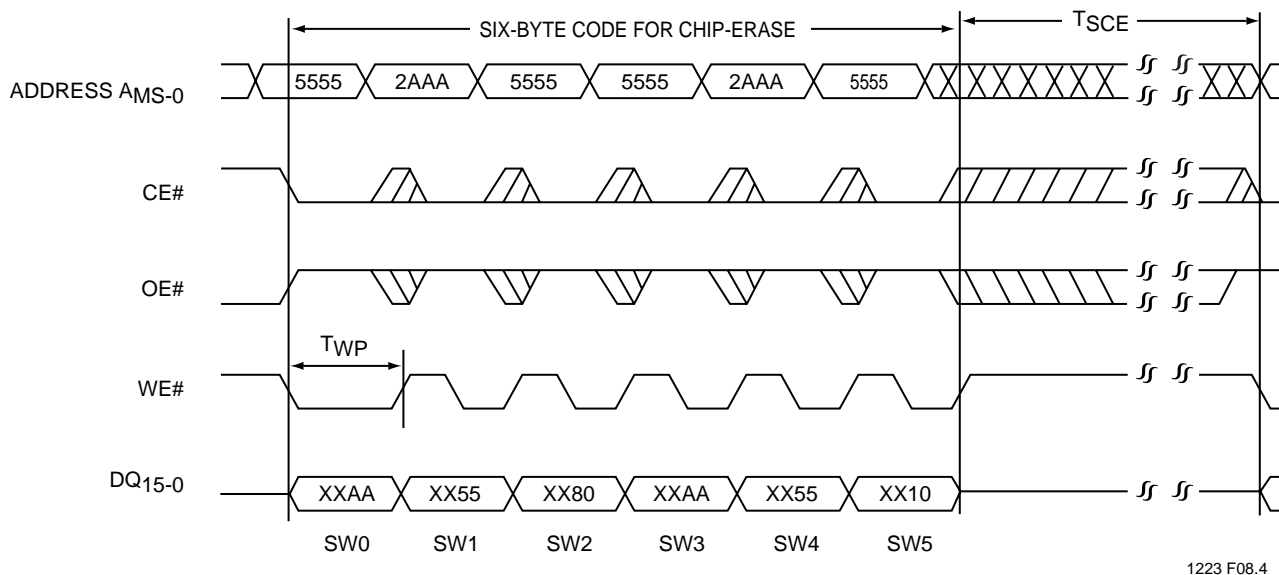 SIX-BYTE CODE FOR CHIP-ERASE TSCE
ADDRESS AMS-0 5555 2AAA 5555 5555 2AAA 5555
CE#
OE#
TWP
WE#
DQ15-0 XXAA XX55 XX80 XXAA XX55 XX10
SW0 SW1 SW2 SW3 SW4 SW5
1223 F08.4